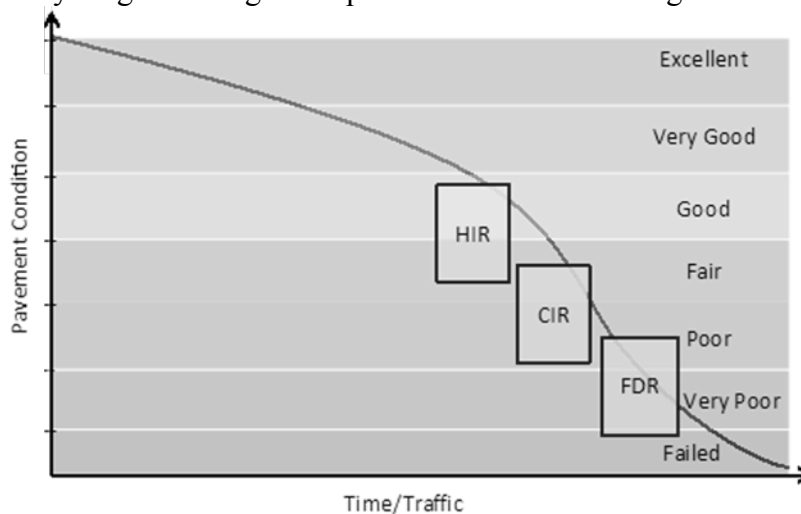 Excellent
Very Good
Good
HIR
Fair
CIR
Poor
FDR
Very Poor
Failed
Pavement Condition
Time/Traffic